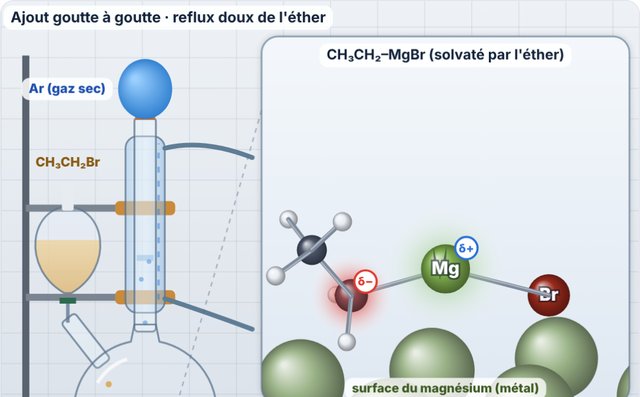 Ajout goutte à goutte · reflux doux de l'éther
CH₃CH₂–MgBr (solvaté par l'éther)
Ar (gaz sec)
CH₃CH₂Br
δ+
Mg
δ−
Br
surface du magnésium (métal)